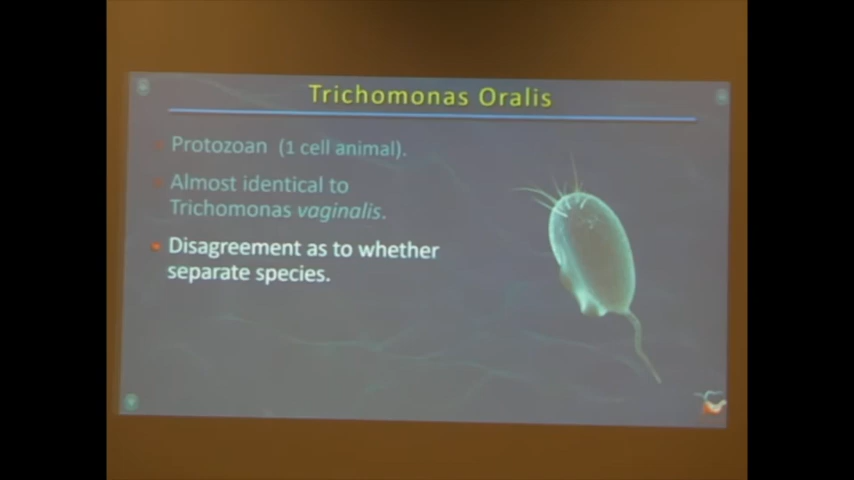 Trichomonas Oralis
Protozoan (1 cell animal).
Almost identical to
Trichomonas vaginalis.
Disagreement as to whether
separate species.